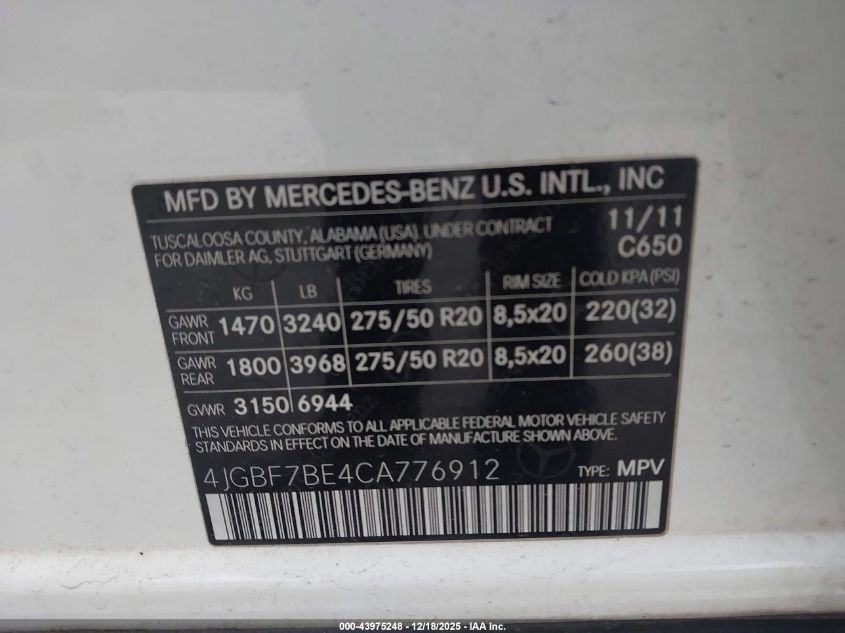 MFD BY MERCEDES-BENZ U.S. INTL., INC
TUSCALOOSA COUNTY, ALABAMA (USA) UNDER CONTRACT 11/11
FOR DAIMLER AG, STUTTGART (GERMANY) C650
KG LB TIRES RIM SIZE COLD KPA (PSI)
GAWR FRONT 1470 3240 275/50 R20 8,5x20 220(32)
GAWR REAR 1800 3968 275/50 R20 8,5x20 260(38)
GVWR 3150 6944
THIS VEHICLE CONFORMS TO ALL APPLICABLE FEDERAL MOTOR VEHICLE SAFETY
STANDARDS IN EFFECT ON THE DATE OF MANUFACTURE SHOWN ABOVE.
4JGBF7BE4CA776912 TYPE: MPV
000-43975248 - 12/18/2025 - IAA Inc.